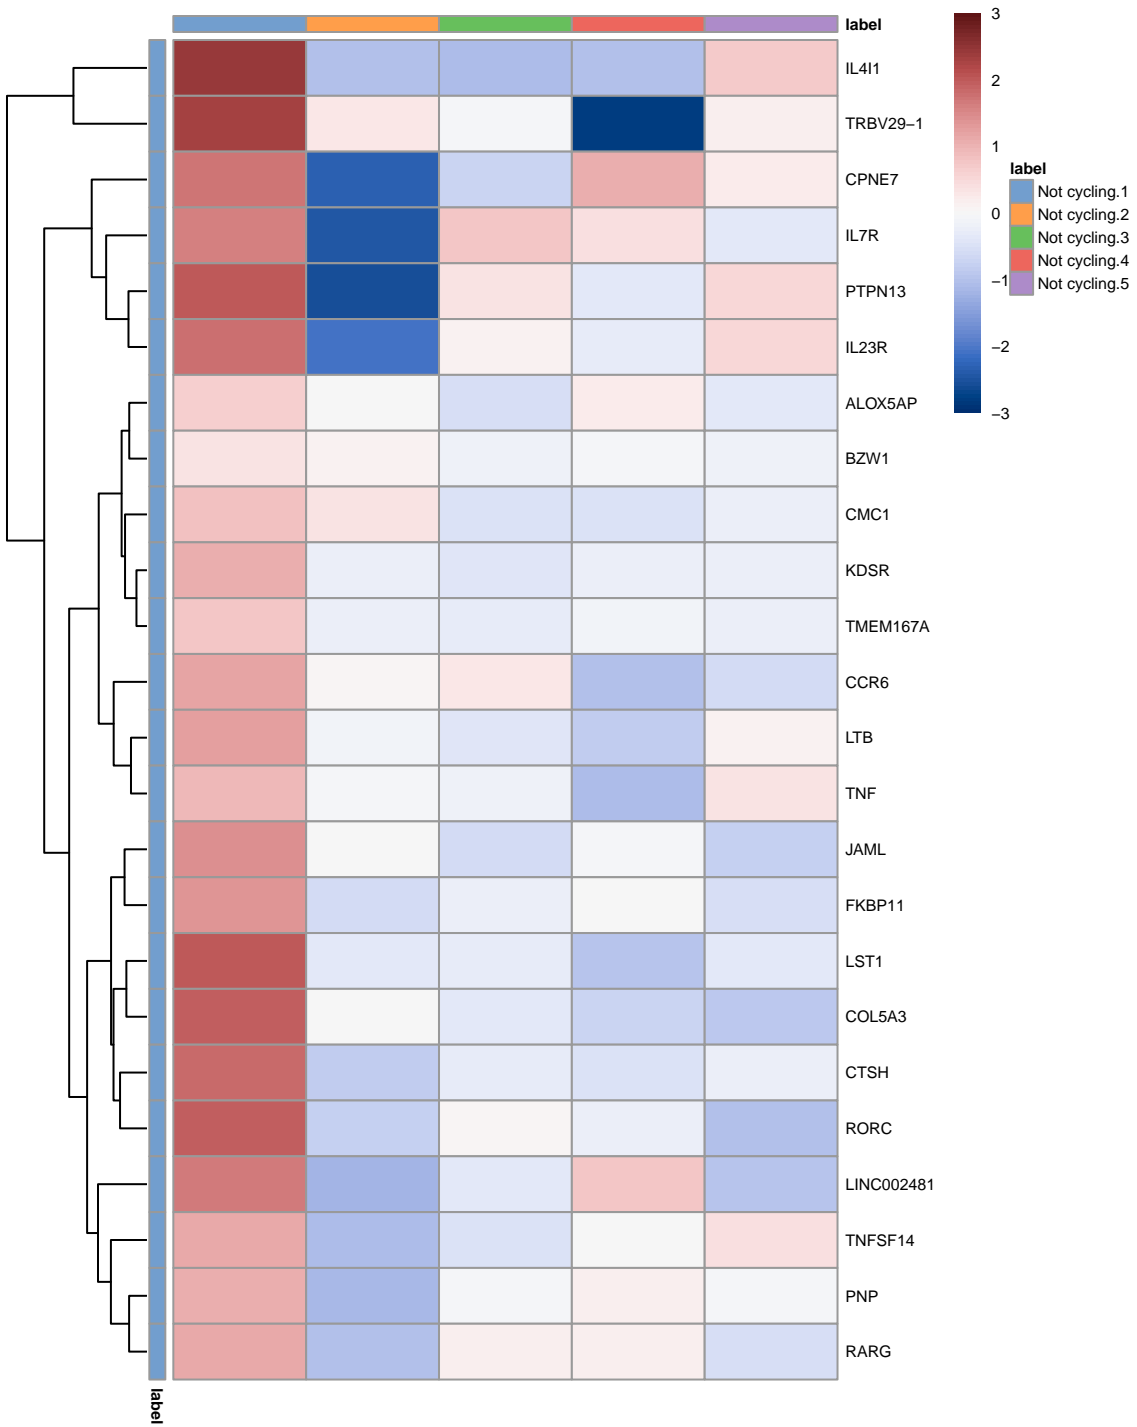 label
IL4I1
TRBV29−1
CPNE7
IL7R
PTPN13
IL23R
ALOX5AP
BZW1
CMC1
KDSR
TMEM167A
CCR6
LTB
TNF
JAML
FKBP11
LST1
COL5A3
CTSH
RORC
LINC002481
TNFSF14
PNP
RARG
label
3
2
1
0
−1
−2
−3
label
Not cycling.1
Not cycling.2
Not cycling.3
Not cycling.4
Not cycling.5